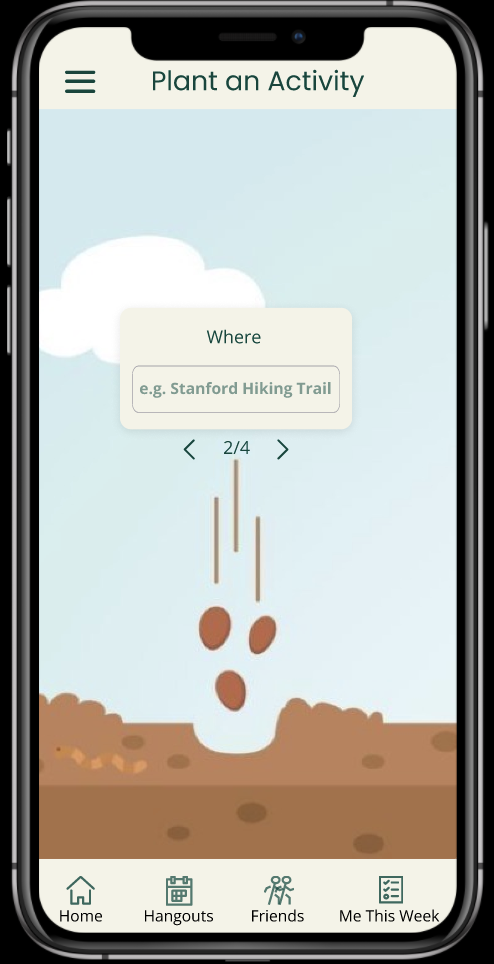 Plant an Activity
Where
e.g. Stanford Hiking Trail
2/4
Home
Hangouts
Friends
Me This Week